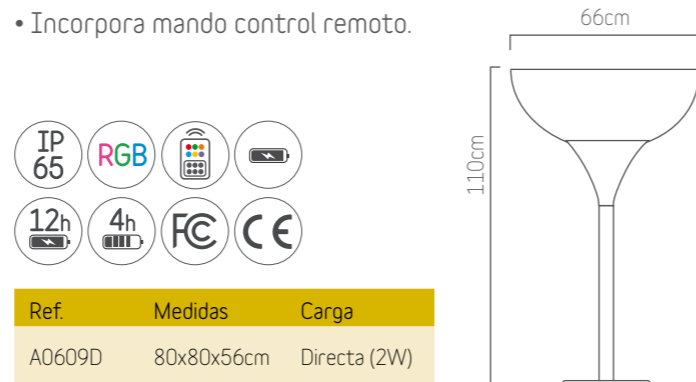 • Incorpora mando control remoto.
66cm
110cm
IP
65
RGB
12h
4h
FC
CE
Ref. Medidas Carga
A0609D 80x80x56cm Directa (2W)